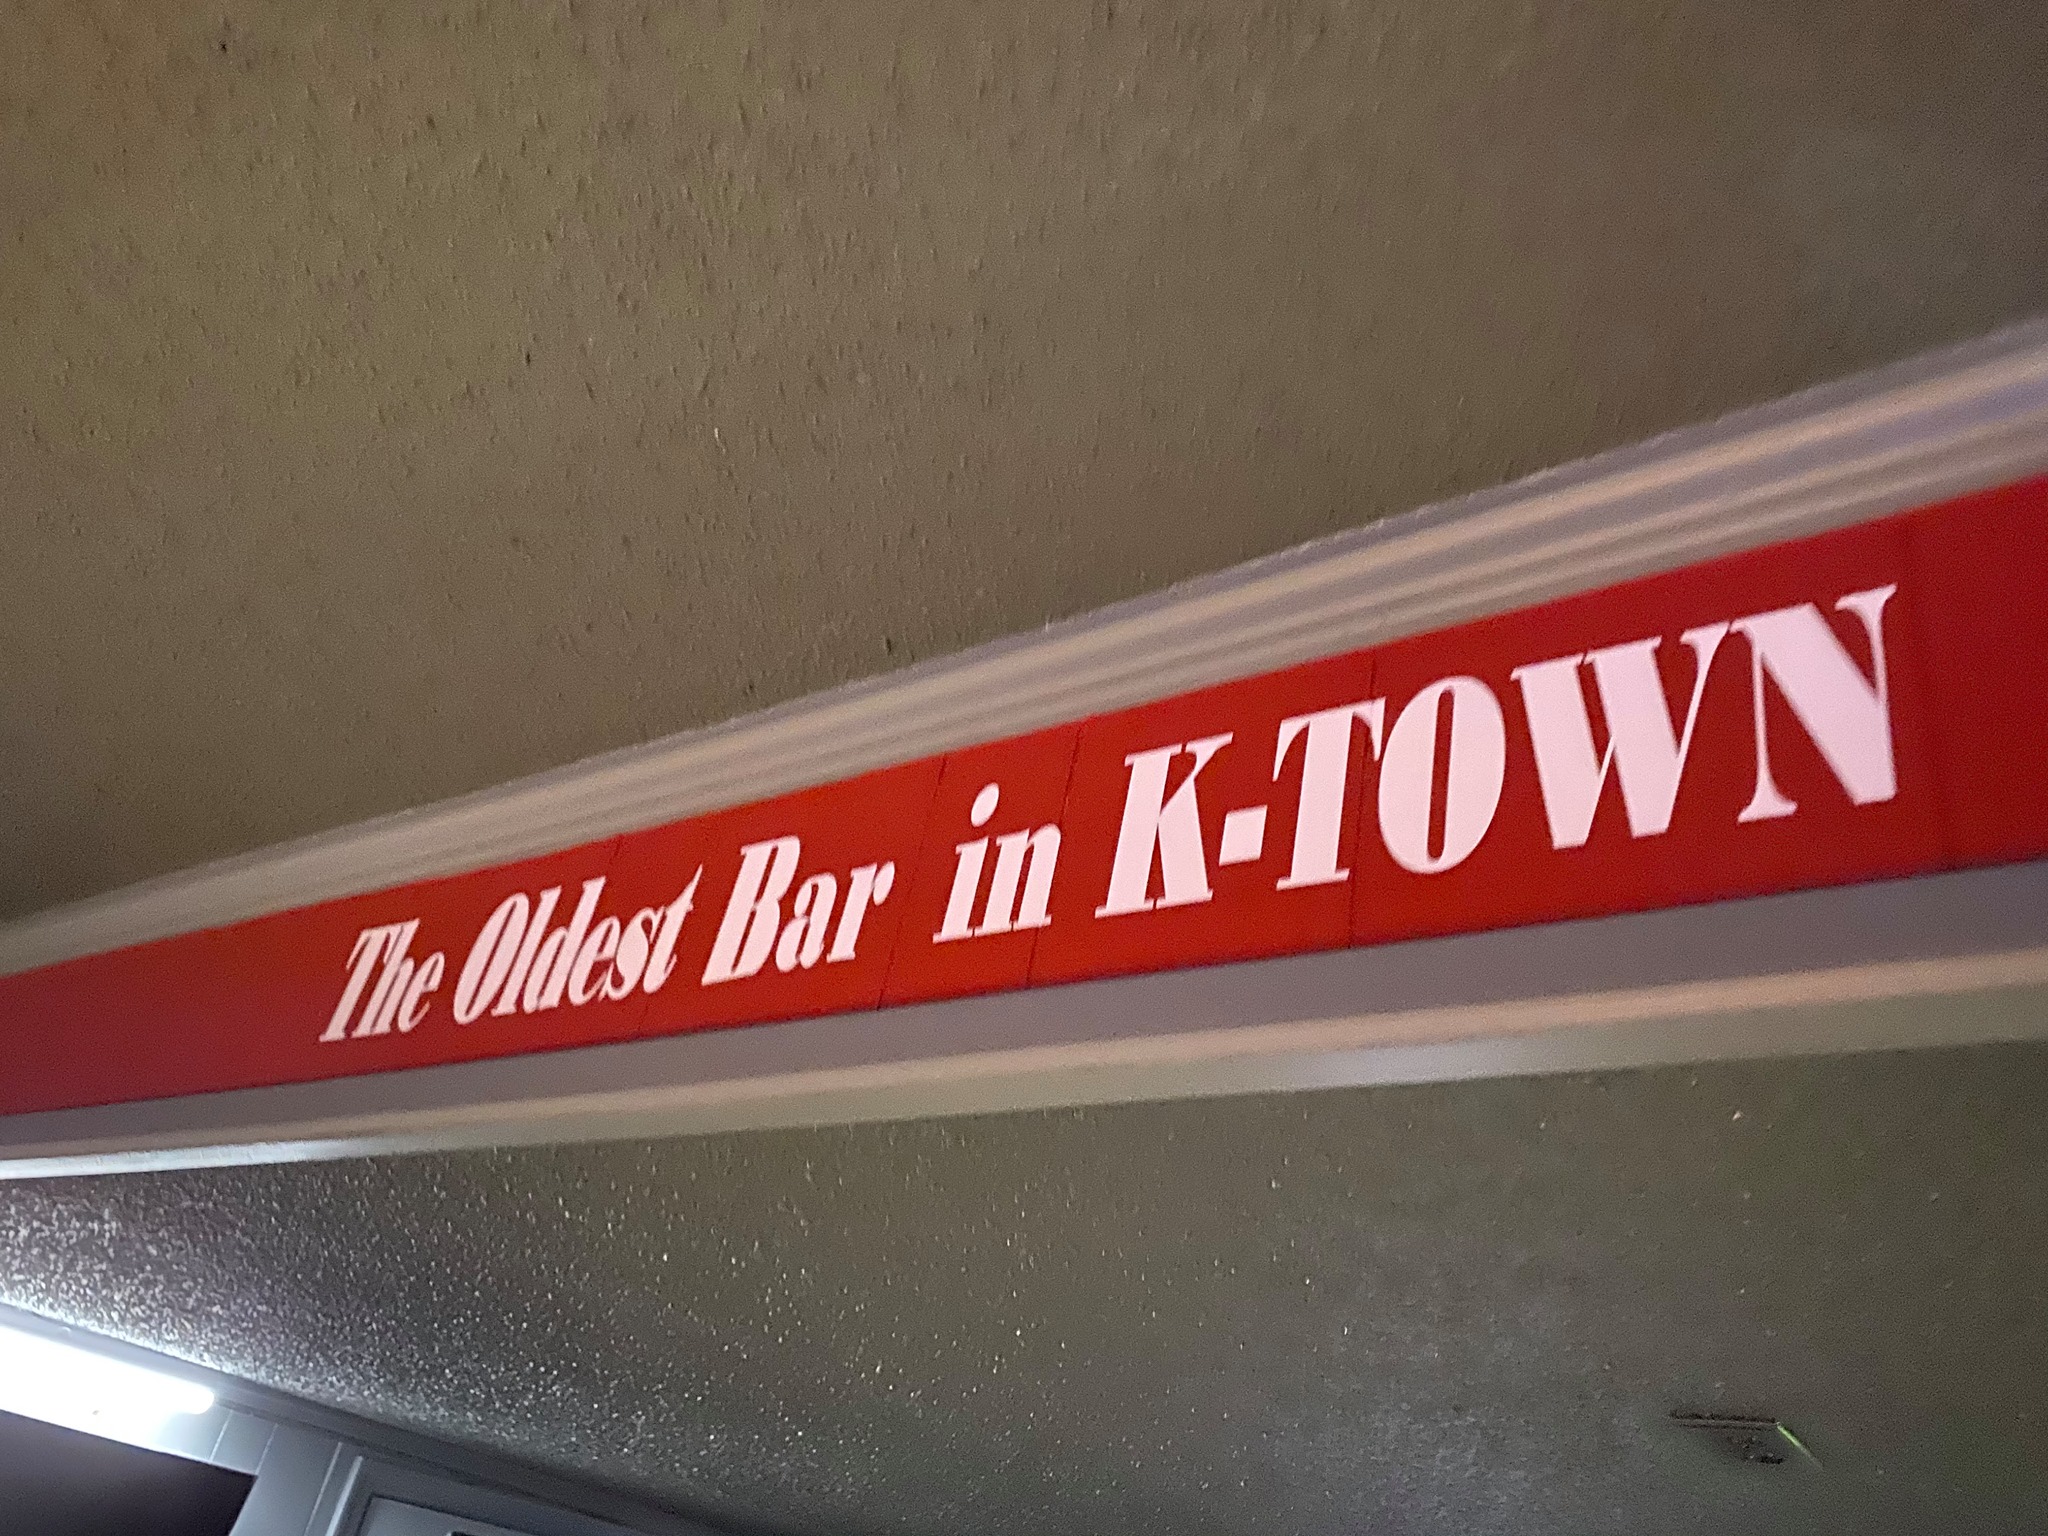 The Oldest Bar in K-TOWN